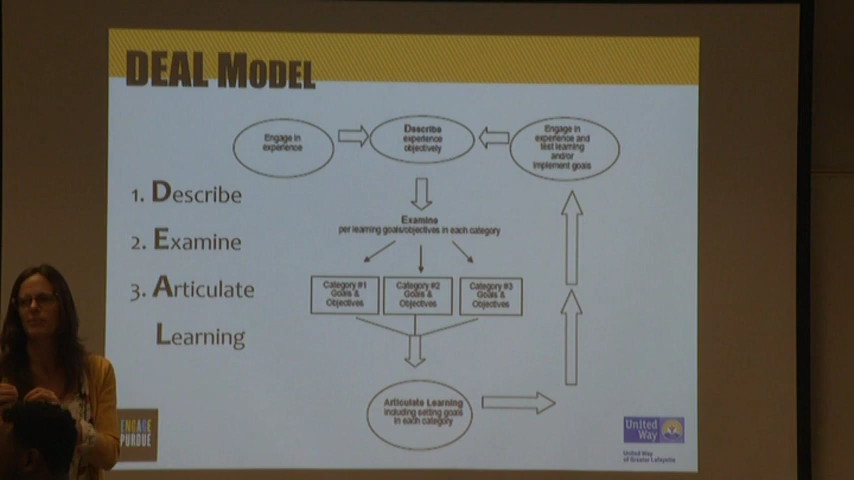 DEAL MODEL
1. Describe
2. Examine
3. Articulate
Learning
Engage in
experience
Describe
experience
objectively
Engage in
experience and
test learning
and/or
implement goals
Examine
per learning goals/objectives in each category
Category #1
Goals &
Objectives
Category #2
Goals &
Objectives
Category #3
Goals &
Objectives
Articulate Learning
including setting goals
in each category
ENGAGE
PURDUE
United
Way
United Way
of Greater Lafayette